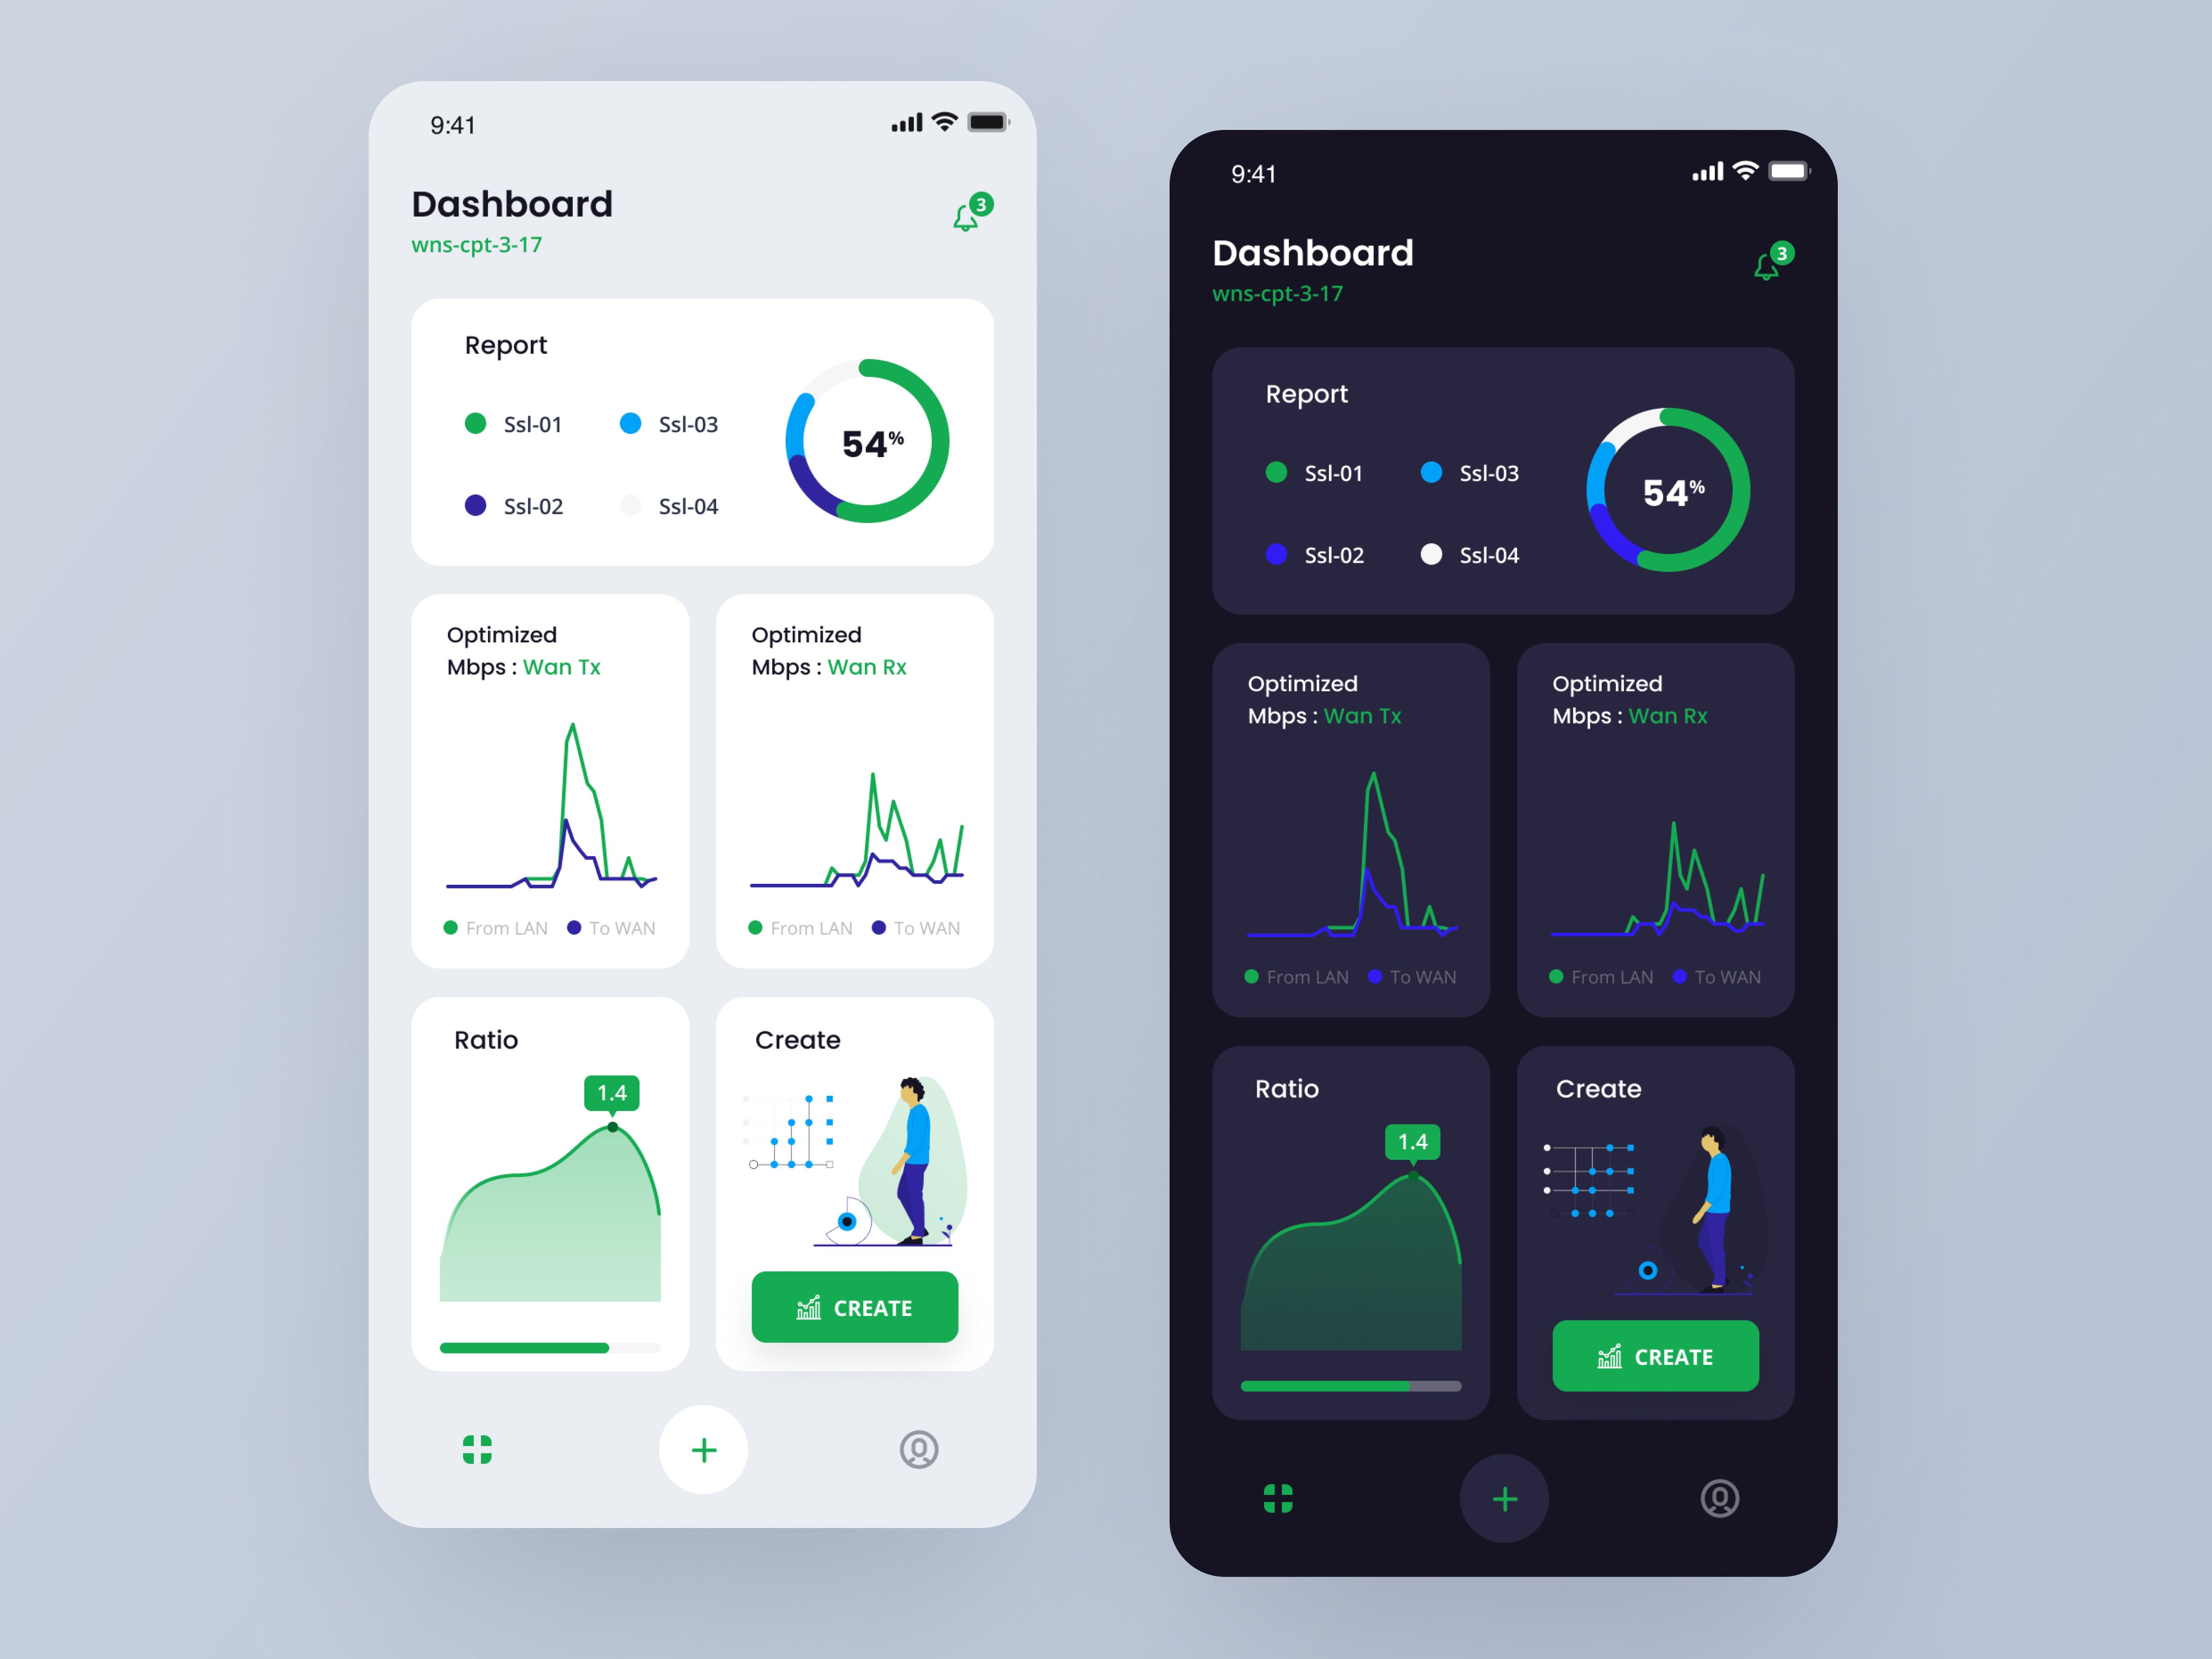 9:41
Dashboard
3
wns-cpt-3-17
Report
Ssl-01
Ssl-03
54%
Ssl-02
Ssl-04
Optimized
Mbps : Wan Tx
From LAN
To WAN
Optimized
Mbps : Wan Rx
From LAN
To WAN
Ratio
1.4
Create
CREATE
9:41
Dashboard
3
wns-cpt-3-17
Report
Ssl-01
Ssl-03
54%
Ssl-02
Ssl-04
Optimized
Mbps : Wan Tx
From LAN
To WAN
Optimized
Mbps : Wan Rx
From LAN
To WAN
Ratio
1.4
Create
CREATE